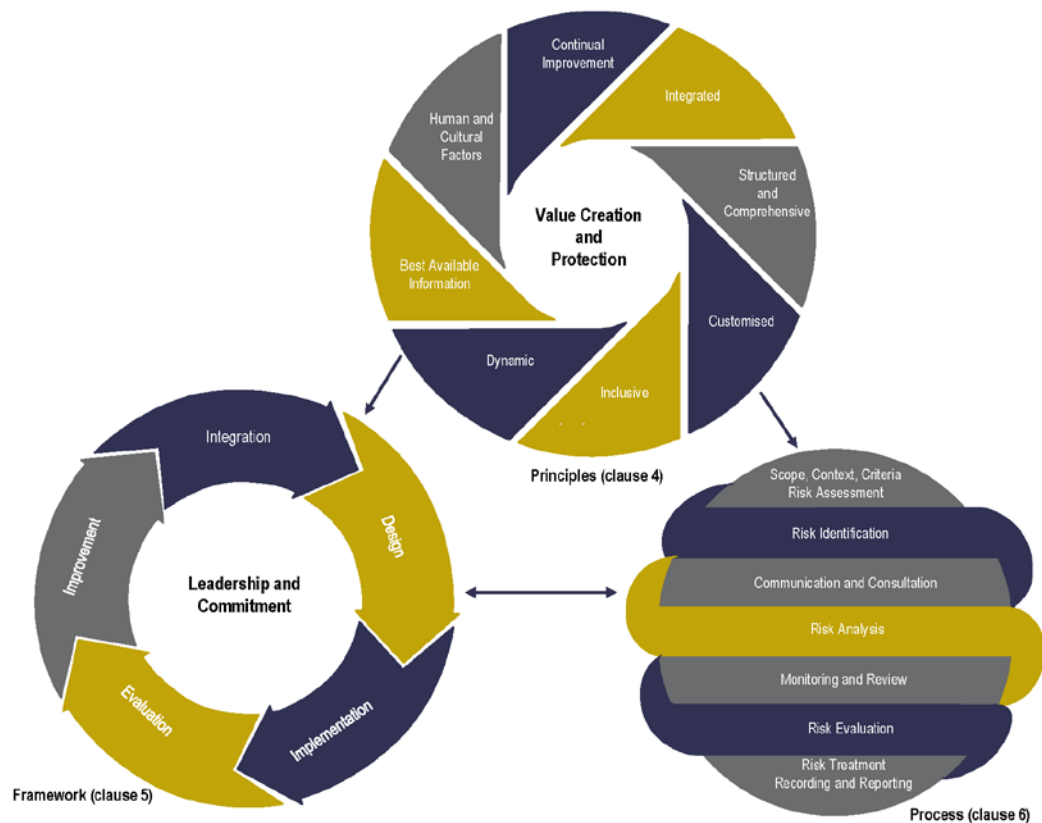 Continual
Improvement
Integrated
Human and
Cultural
Factors
Structured
and
Comprehensive
Value Creation
and
Protection
Best Available
Information
Customised
Dynamic
Inclusive
Principles (clause 4)
Integration
Design
Improvement
Leadership and
Commitment
Evaluation
Implementation
Framework (clause 5)
Scope, Context, Criteria
Risk Assessment
Risk Identification
Communication and Consultation
Risk Analysis
Monitoring and Review
Risk Evaluation
Risk Treatment
Recording and Reporting
Process (clause 6)